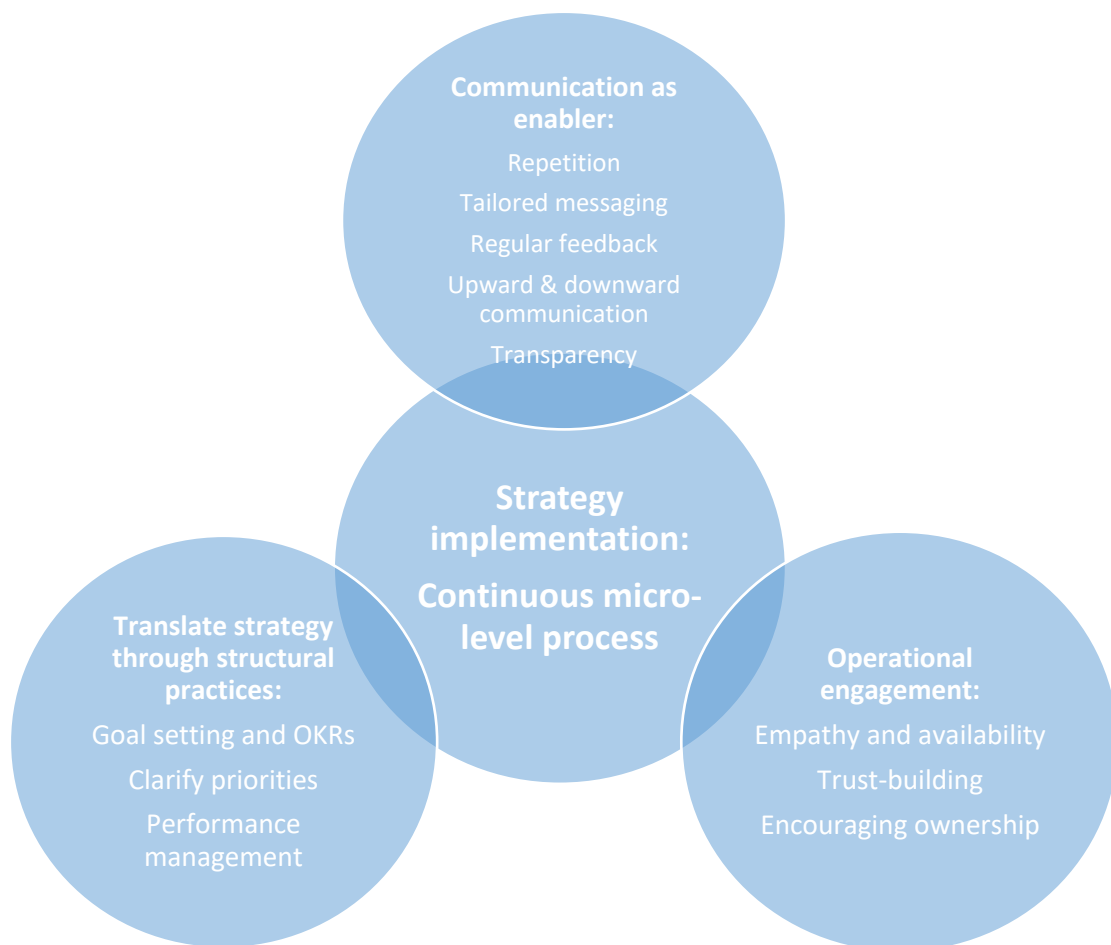 Communication as
enabler:
Repetition
Tailored messaging
Regular feedback
Upward & downward
communication
Transparency
Strategy
implementation:
Continuous micro-
level process
Translate strategy
through structural
practices:
Goal setting and OKRs
Clarify priorities
Performance
management
Operational
engagement:
Empathy and availability
Trust-building
Encouraging ownership